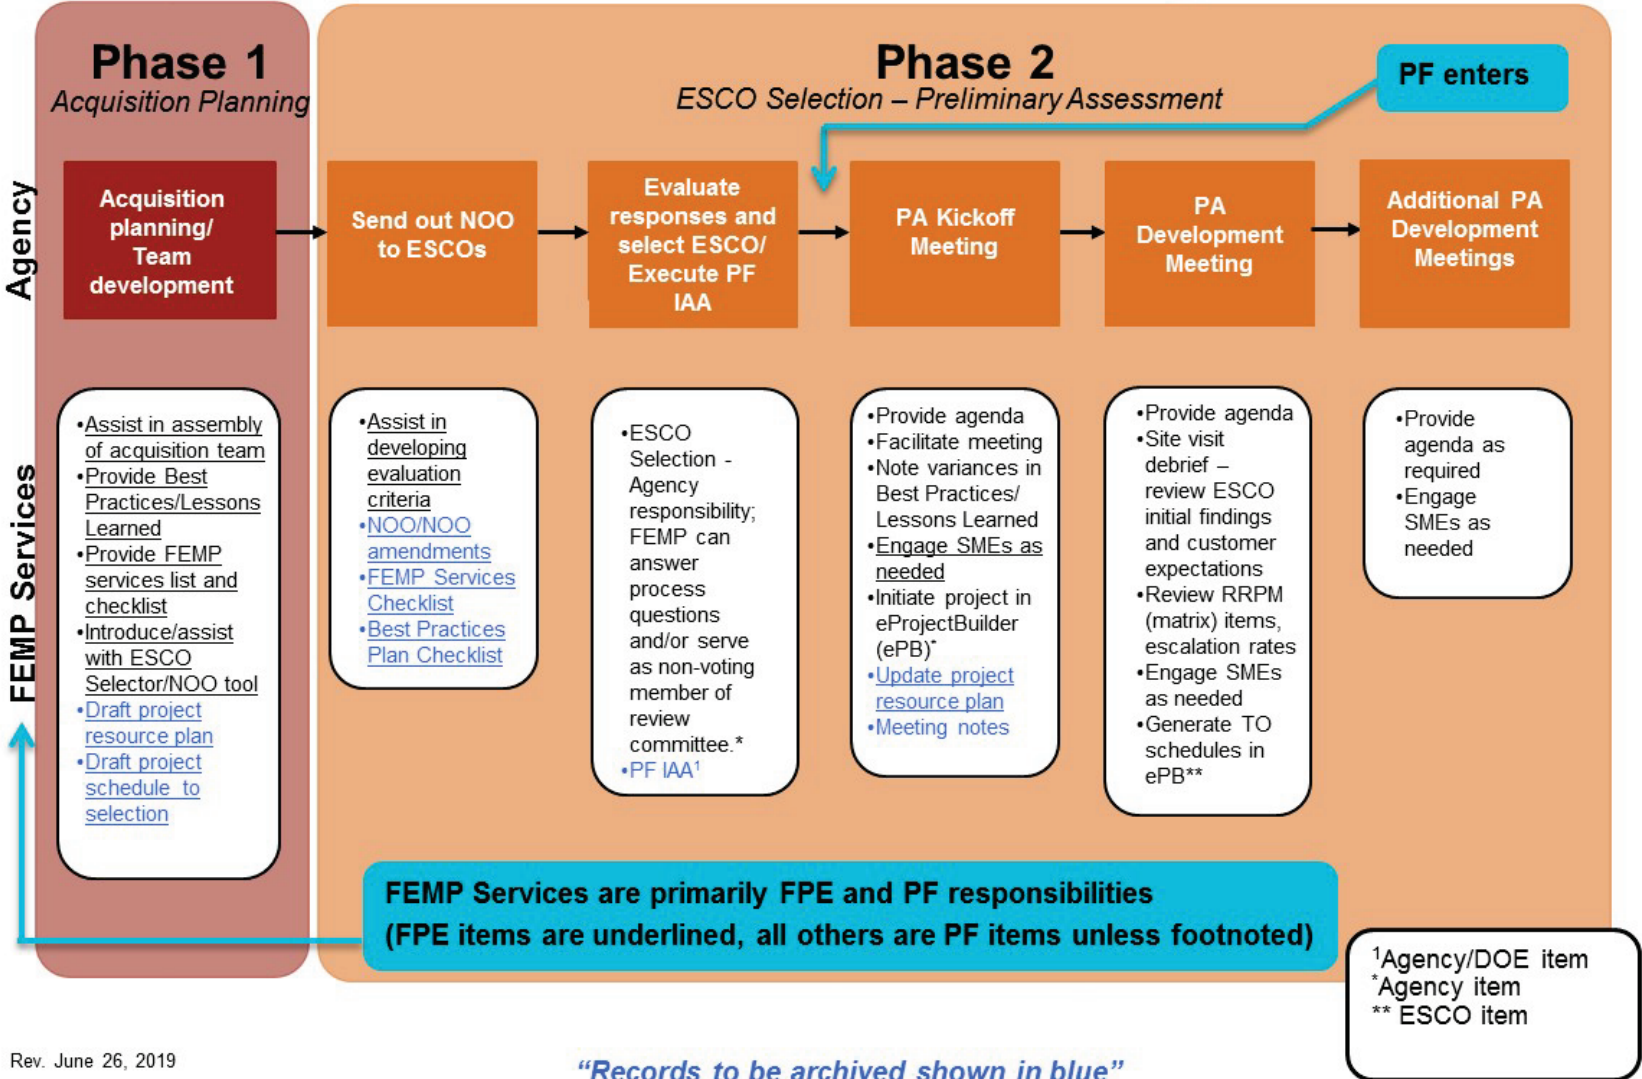 Phase 1
Acquisition Planning
Phase 2
ESCO Selection – Preliminary Assessment
PF enters
Agency
Acquisition
planning/
Team
development
Send out NOO
to ESCOs
Evaluate
responses and
select ESCO/
Execute PF
IAA
PA Kickoff
Meeting
PA
Development
Meeting
Additional PA
Development
Meetings
FEMP Services
•Assist in assembly
of acquisition team
•Provide Best
Practices/Lessons
Learned
•Provide FEMP
services list and
checklist
•Introduce/assist
with ESCO
Selector/NOO tool
•Draft project
resource plan
•Draft project
schedule to
selection
•Assist in
developing
evaluation
criteria
•NOO/NOO
amendments
•FEMP Services
Checklist
•Best Practices
Plan Checklist
•ESCO
Selection -
Agency
responsibility;
FEMP can
answer
process
questions
and/or serve
as non-voting
member of
review
committee.*
•PF IAA¹
•Provide agenda
•Facilitate meeting
•Note variances in
Best Practices/
Lessons Learned
•Engage SMEs as
needed
•Initiate project in
eProjectBuilder
(ePB)*
•Update project
resource plan
•Meeting notes
•Provide agenda
•Site visit
debrief –
review ESCO
initial findings
and customer
expectations
•Review RRPM
(matrix) items,
escalation rates
•Engage SMEs
as needed
•Generate TO
schedules in
ePB**
•Provide
agenda as
required
•Engage
SMEs as
needed
FEMP Services are primarily FPE and PF responsibilities
(FPE items are underlined, all others are PF items unless footnoted)
¹Agency/DOE item
*Agency item
** ESCO item
Rev. June 26, 2019
“Records to be archived shown in blue”